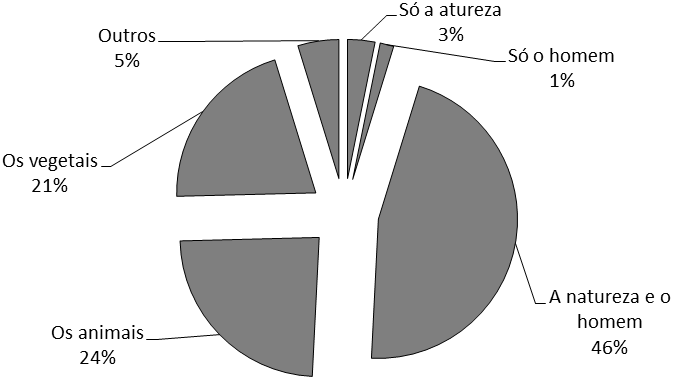 Só a atureza
3%
Só o homem
1%
A natureza e o
homem
46%
Os animais
24%
Os vegetais
21%
Outros
5%